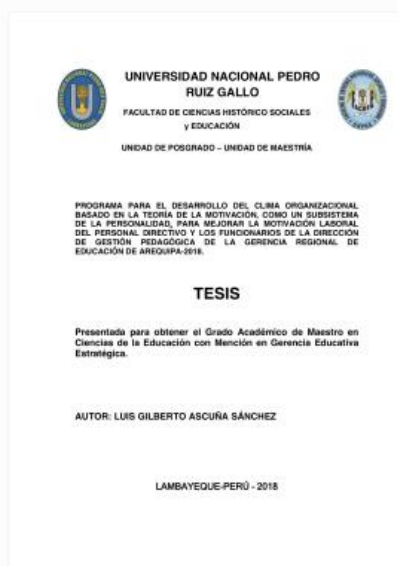 UNIVERSIDAD NACIONAL PEDRO
RUIZ GALLO
FACULTAD DE CIENCIAS HISTÓRICO SOCIALES
y EDUCACIÓN
UNIDAD DE POSGRADO – UNIDAD DE MAESTRÍA
PROGRAMA PARA EL DESARROLLO DEL CLIMA ORGANIZACIONAL
BASADO EN LA TEORÍA DE LA MOTIVACIÓN, COMO UN SUBSISTEMA
DE LA PERSONALIDAD, PARA MEJORAR LA MOTIVACIÓN LABORAL
DEL PERSONAL DIRECTIVO Y LOS FUNCIONARIOS DE LA DIRECCIÓN
DE GESTIÓN PEDAGÓGICA DE LA GERENCIA REGIONAL DE
EDUCACIÓN DE AREQUIPA-2018.
TESIS
Presentada para obtener el Grado Académico de Maestro en
Ciencias de la Educación con Mención en Gerencia Educativa
Estratégica.
AUTOR: LUIS GILBERTO ASCUÑA SÁNCHEZ
LAMBAYEQUE-PERÚ - 2018